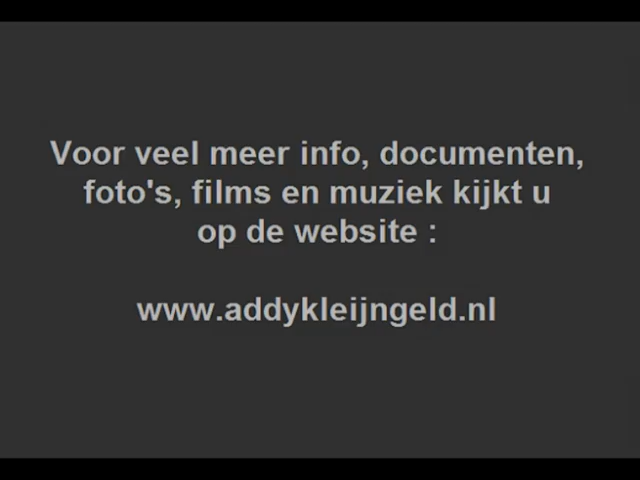 Voor veel meer info, documenten,
foto's, films en muziek kijkt u
op de website :
www.addykleijngeld.nl